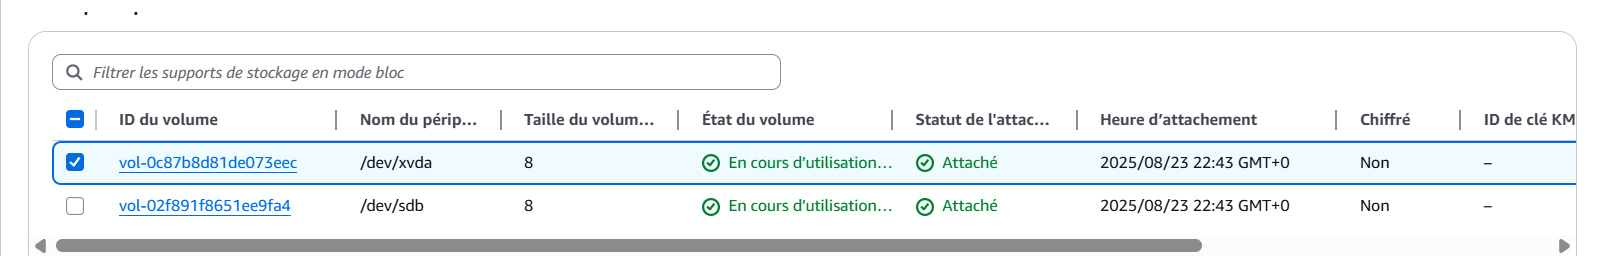 Filtrer les supports de stockage en mode bloc
ID du volume Nom du périp... Taille du volum... État du volume Statut de l'attac... Heure d’attachement Chiffré ID de clé KM
vol-0c87b8d81de073eec /dev/xvda 8 En cours d’utilisation... Attaché 2025/08/23 22:43 GMT+0 Non –
vol-02f891f8651ee9fa4 /dev/sdb 8 En cours d’utilisation... Attaché 2025/08/23 22:43 GMT+0 Non –